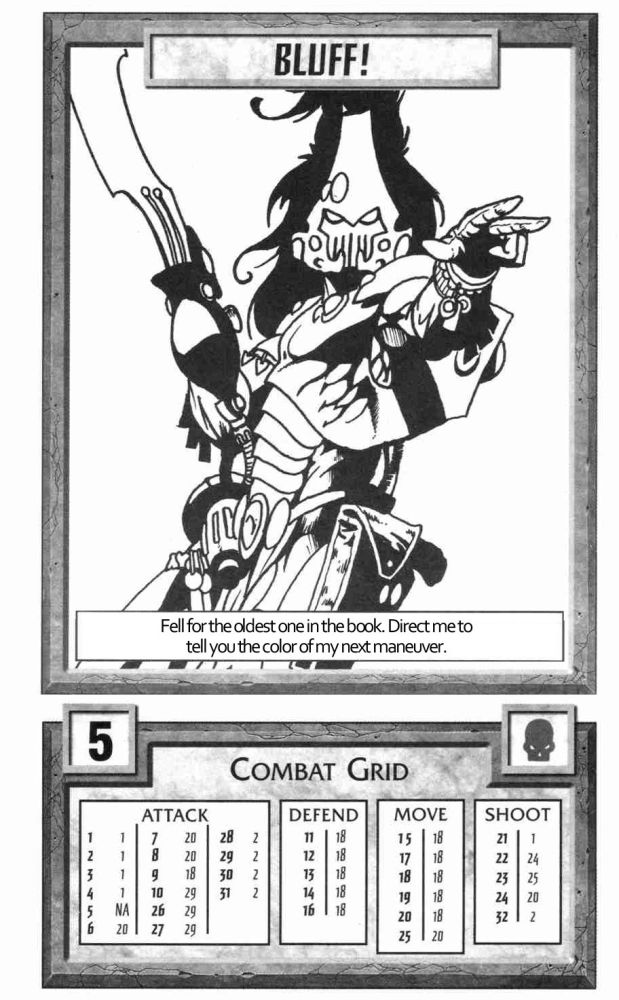 BLUFF!
Fell for the oldest one in the book. Direct me to
tell you the color of my next maneuver.
5
COMBAT GRID
ATTACK
1 1 7 20 28 2
2 1 8 20 29 2
3 1 9 18 30 2
4 1 10 29 31 2
5 NA 26 29
6 20 27 29
DEFEND
11 18
12 18
13 18
14 18
16 18
MOVE
15 18
17 18
18 18
19 18
20 18
25 20
SHOOT
21 1
22 24
23 25
24 20
32 2